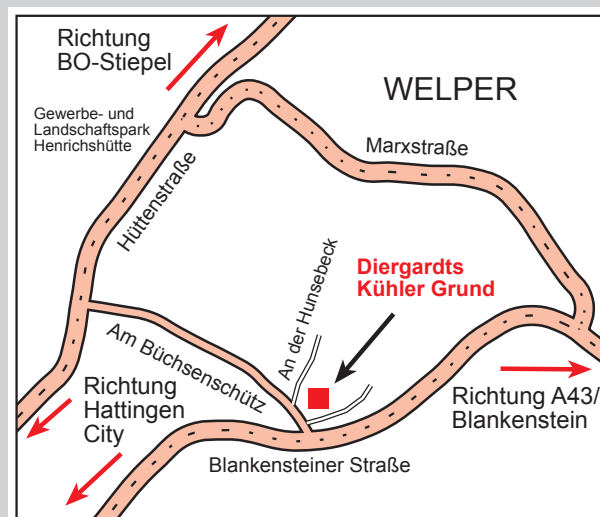 Richtung
BO-Stiepel
WELPER
Gewerbe- und
Landschaftspark
Henrichshütte
Marxstraße
Hüttenstraße
An der Hunsebeck
Diergardts
Kühler Grund
Am Büchsenschütz
Richtung
Hattingen
City
Richtung A43/
Blankenstein
Blankensteiner Straße